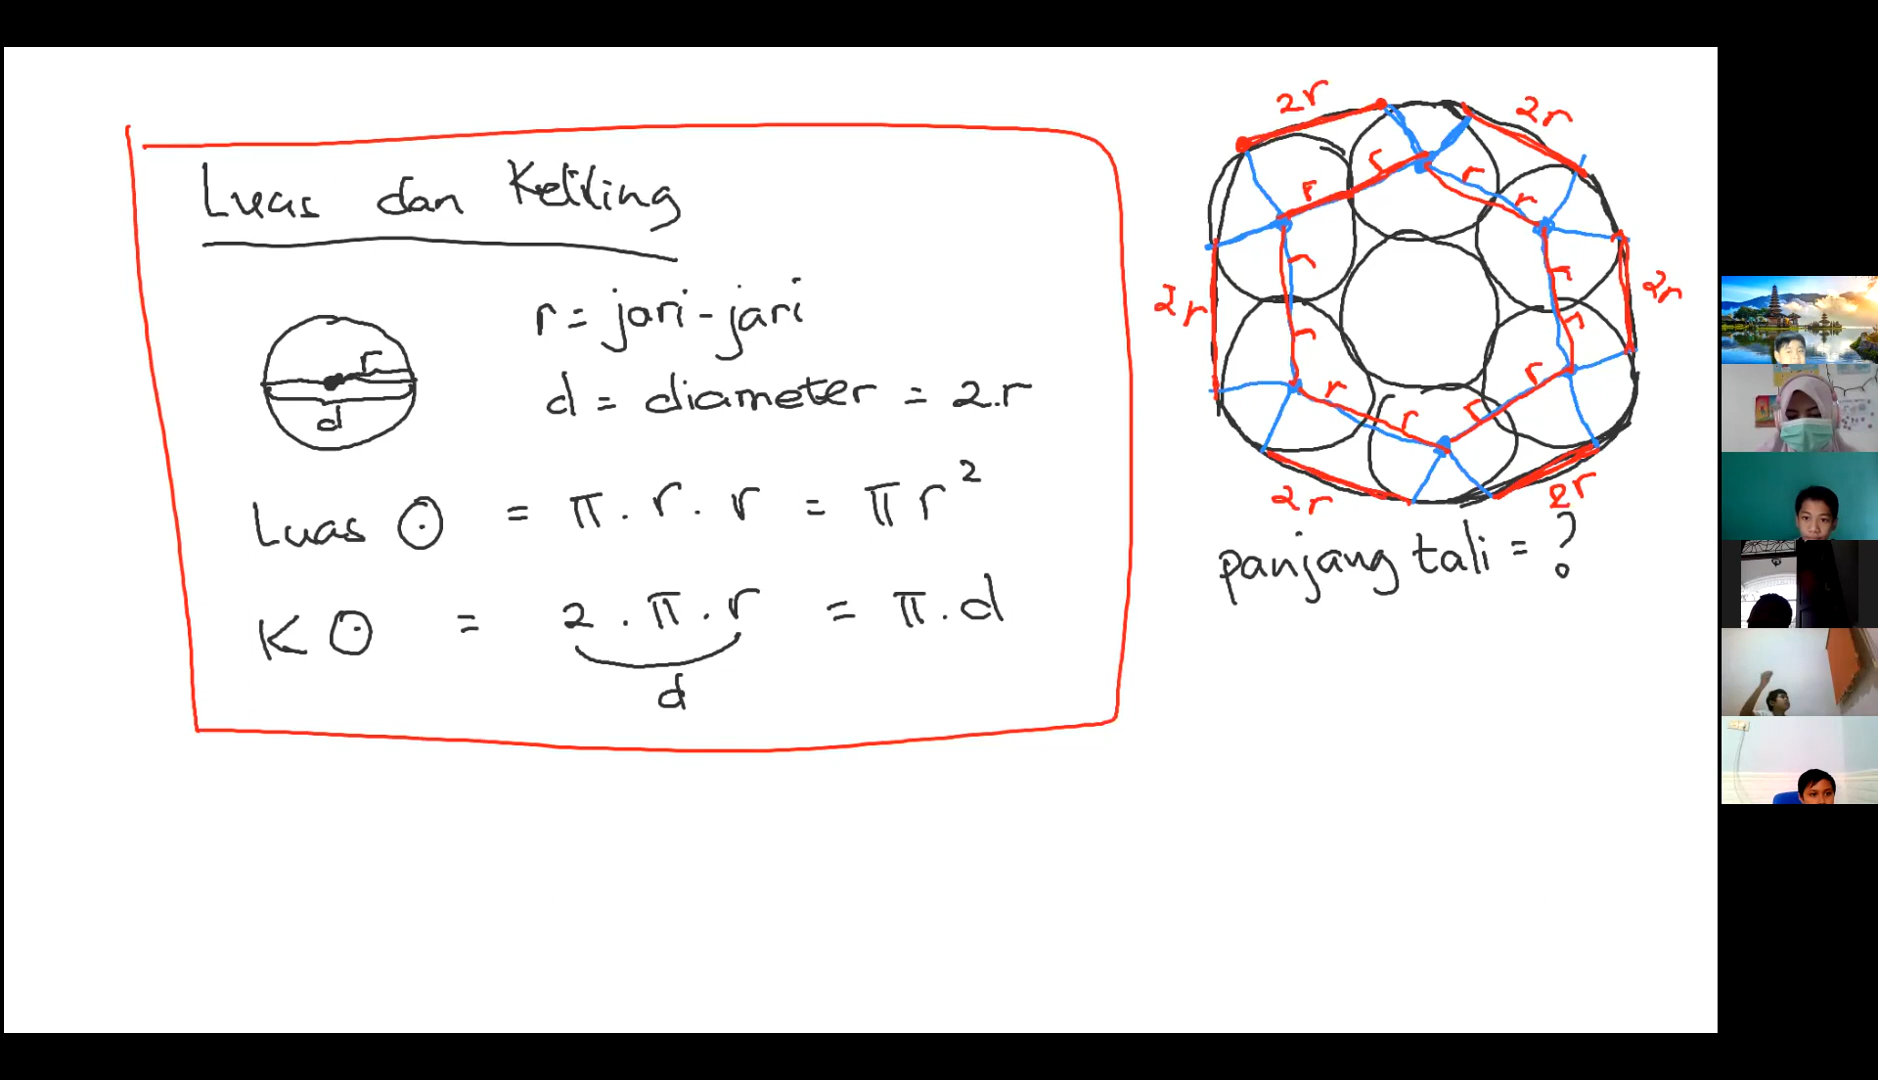 Luas dan Keliling
r
d
r = jari-jari
d = diameter = 2.r
Luas ⊙ = π . r . r = π r²
K ⊙ = 2 . π . r = π . d
d
2r
2r
r
r
r
r
2r
r
r
2r
r
r
r
r
r
r
2r
2r
panjang tali = ?